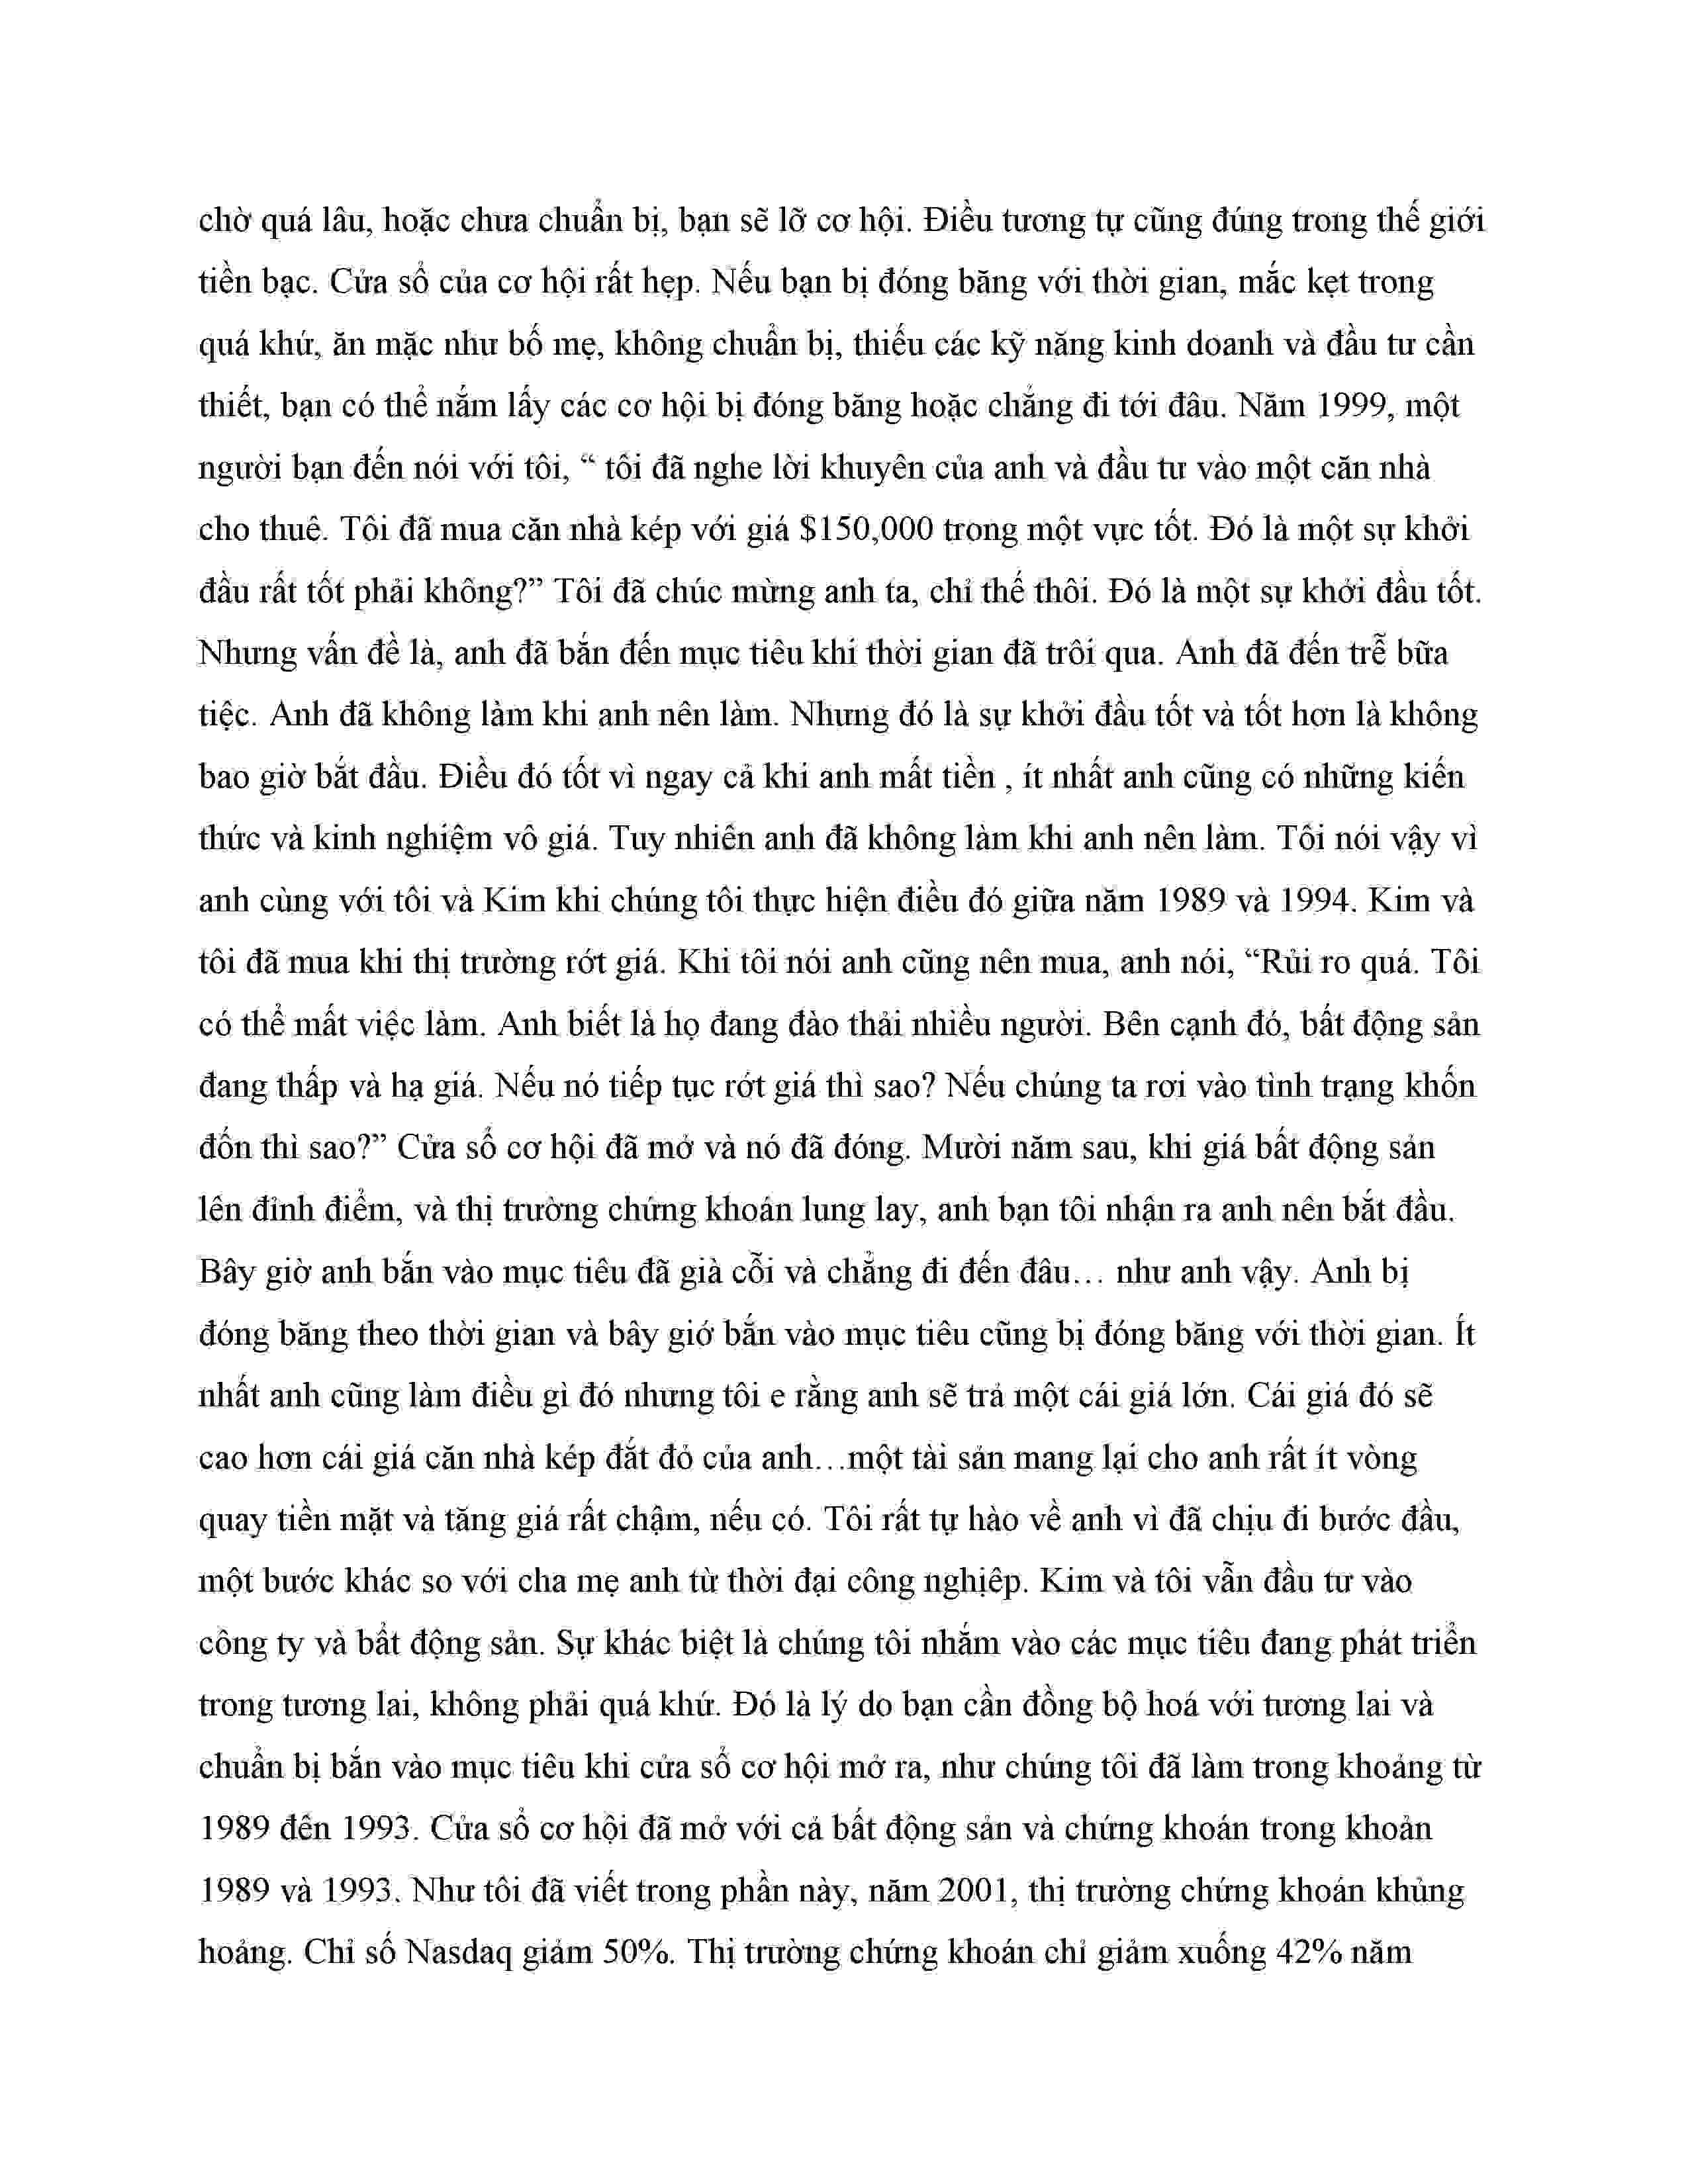 chờ quá lâu, hoặc chưa chuẩn bị, bạn sẽ lỡ cơ hội. Điều tương tự cũng đúng trong thế giới
tiền bạc. Cửa sổ của cơ hội rất hẹp. Nếu bạn bị đóng băng với thời gian, mắc kẹt trong
quá khứ, ăn mặc như bố mẹ, không chuẩn bị, thiếu các kỹ năng kinh doanh và đầu tư cần
thiết, bạn có thể nắm lấy các cơ hội bị đóng băng hoặc chẳng đi tới đâu. Năm 1999, một
người bạn đến nói với tôi, “ tôi đã nghe lời khuyên của anh và đầu tư vào một căn nhà
cho thuê. Tôi đã mua căn nhà kép với giá $150,000 trong một vực tốt. Đó là một sự khởi
đầu rất tốt phải không?” Tôi đã chúc mừng anh ta, chỉ thế thôi. Đó là một sự khởi đầu tốt.
Nhưng vấn đề là, anh đã bắn đến mục tiêu khi thời gian đã trôi qua. Anh đã đến trễ bữa
tiệc. Anh đã không làm khi anh nên làm. Nhưng đó là sự khởi đầu tốt và tốt hơn là không
bao giờ bắt đầu. Điều đó tốt vì ngay cả khi anh mất tiền , ít nhất anh cũng có những kiến
thức và kinh nghiệm vô giá. Tuy nhiên anh đã không làm khi anh nên làm. Tôi nói vậy vì
anh cùng với tôi và Kim khi chúng tôi thực hiện điều đó giữa năm 1989 và 1994. Kim và
tôi đã mua khi thị trường rớt giá. Khi tôi nói anh cũng nên mua, anh nói, “Rủi ro quá. Tôi
có thể mất việc làm. Anh biết là họ đang đào thải nhiều người. Bên cạnh đó, bất động sản
đang thấp và hạ giá. Nếu nó tiếp tục rớt giá thì sao? Nếu chúng ta rơi vào tình trạng khốn
đốn thì sao?” Cửa sổ cơ hội đã mở và nó đã đóng. Mười năm sau, khi giá bất động sản
lên đỉnh điểm, và thị trường chứng khoán lung lay, anh bạn tôi nhận ra anh nên bắt đầu.
Bây giờ anh bắn vào mục tiêu đã già cỗi và chẳng đi đến đâu… như anh vậy. Anh bị
đóng băng theo thời gian và bây giớ bắn vào mục tiêu cũng bị đóng băng với thời gian. Ít
nhất anh cũng làm điều gì đó nhưng tôi e rằng anh sẽ trả một cái giá lớn. Cái giá đó sẽ
cao hơn cái giá căn nhà kép đắt đỏ của anh…một tài sản mang lại cho anh rất ít vòng
quay tiền mặt và tăng giá rất chậm, nếu có. Tôi rất tự hào về anh vì đã chịu đi bước đầu,
một bước khác so với cha mẹ anh từ thời đại công nghiệp. Kim và tôi vẫn đầu tư vào
công ty và bất động sản. Sự khác biệt là chúng tôi nhắm vào các mục tiêu đang phát triển
trong tương lai, không phải quá khứ. Đó là lý do bạn cần đồng bộ hoá với tương lai và
chuẩn bị bắn vào mục tiêu khi cửa sổ cơ hội mở ra, như chúng tôi đã làm trong khoảng từ
1989 đến 1993. Cửa sổ cơ hội đã mở với cả bất động sản và chứng khoán trong khoản
1989 và 1993. Như tôi đã viết trong phần này, năm 2001, thị trường chứng khoán khủng
hoảng. Chỉ số Nasdaq giảm 50%. Thị trường chứng khoán chỉ giảm xuống 42% năm